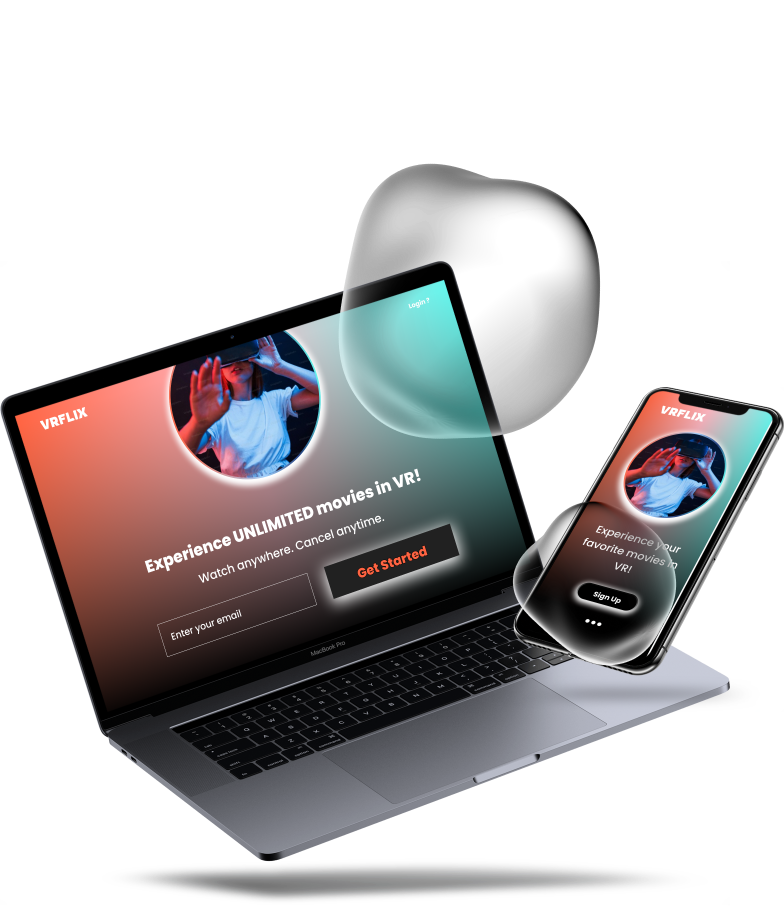 Login ?
VRFLIX
Experience UNLIMITED movies in VR!
Watch anywhere. Cancel anytime.
Enter your email
Get Started
MacBook Pro
VRFLIX
Experience your
favorite movies in
VR!
Sign Up